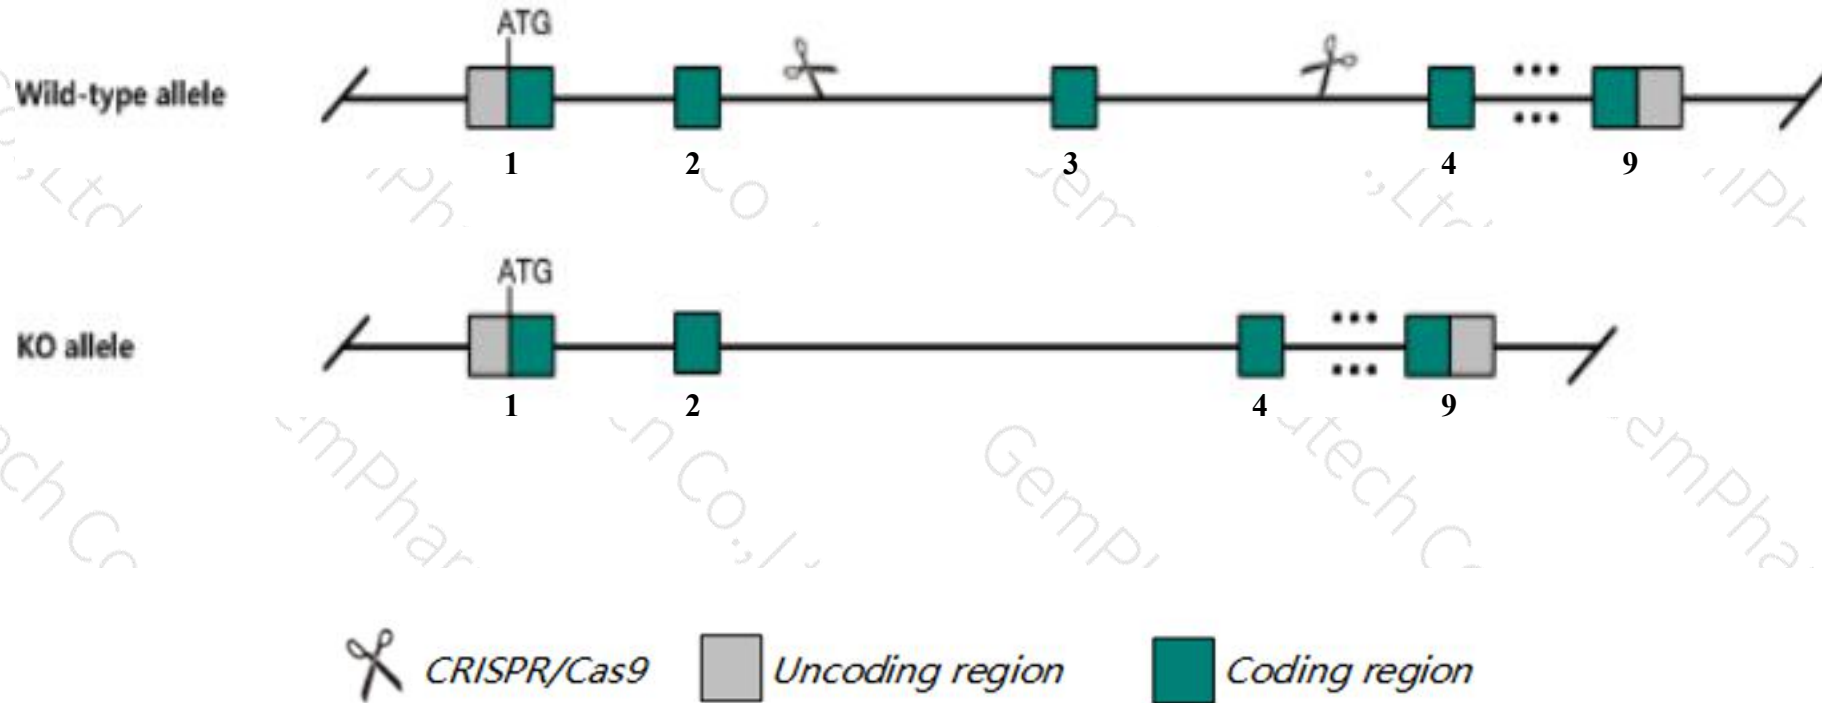 ATG
Wild-type allele
1 2 3 4 9
ATG
KO allele
1 2 4 9
CRISPR/Cas9 Uncoding region Coding region